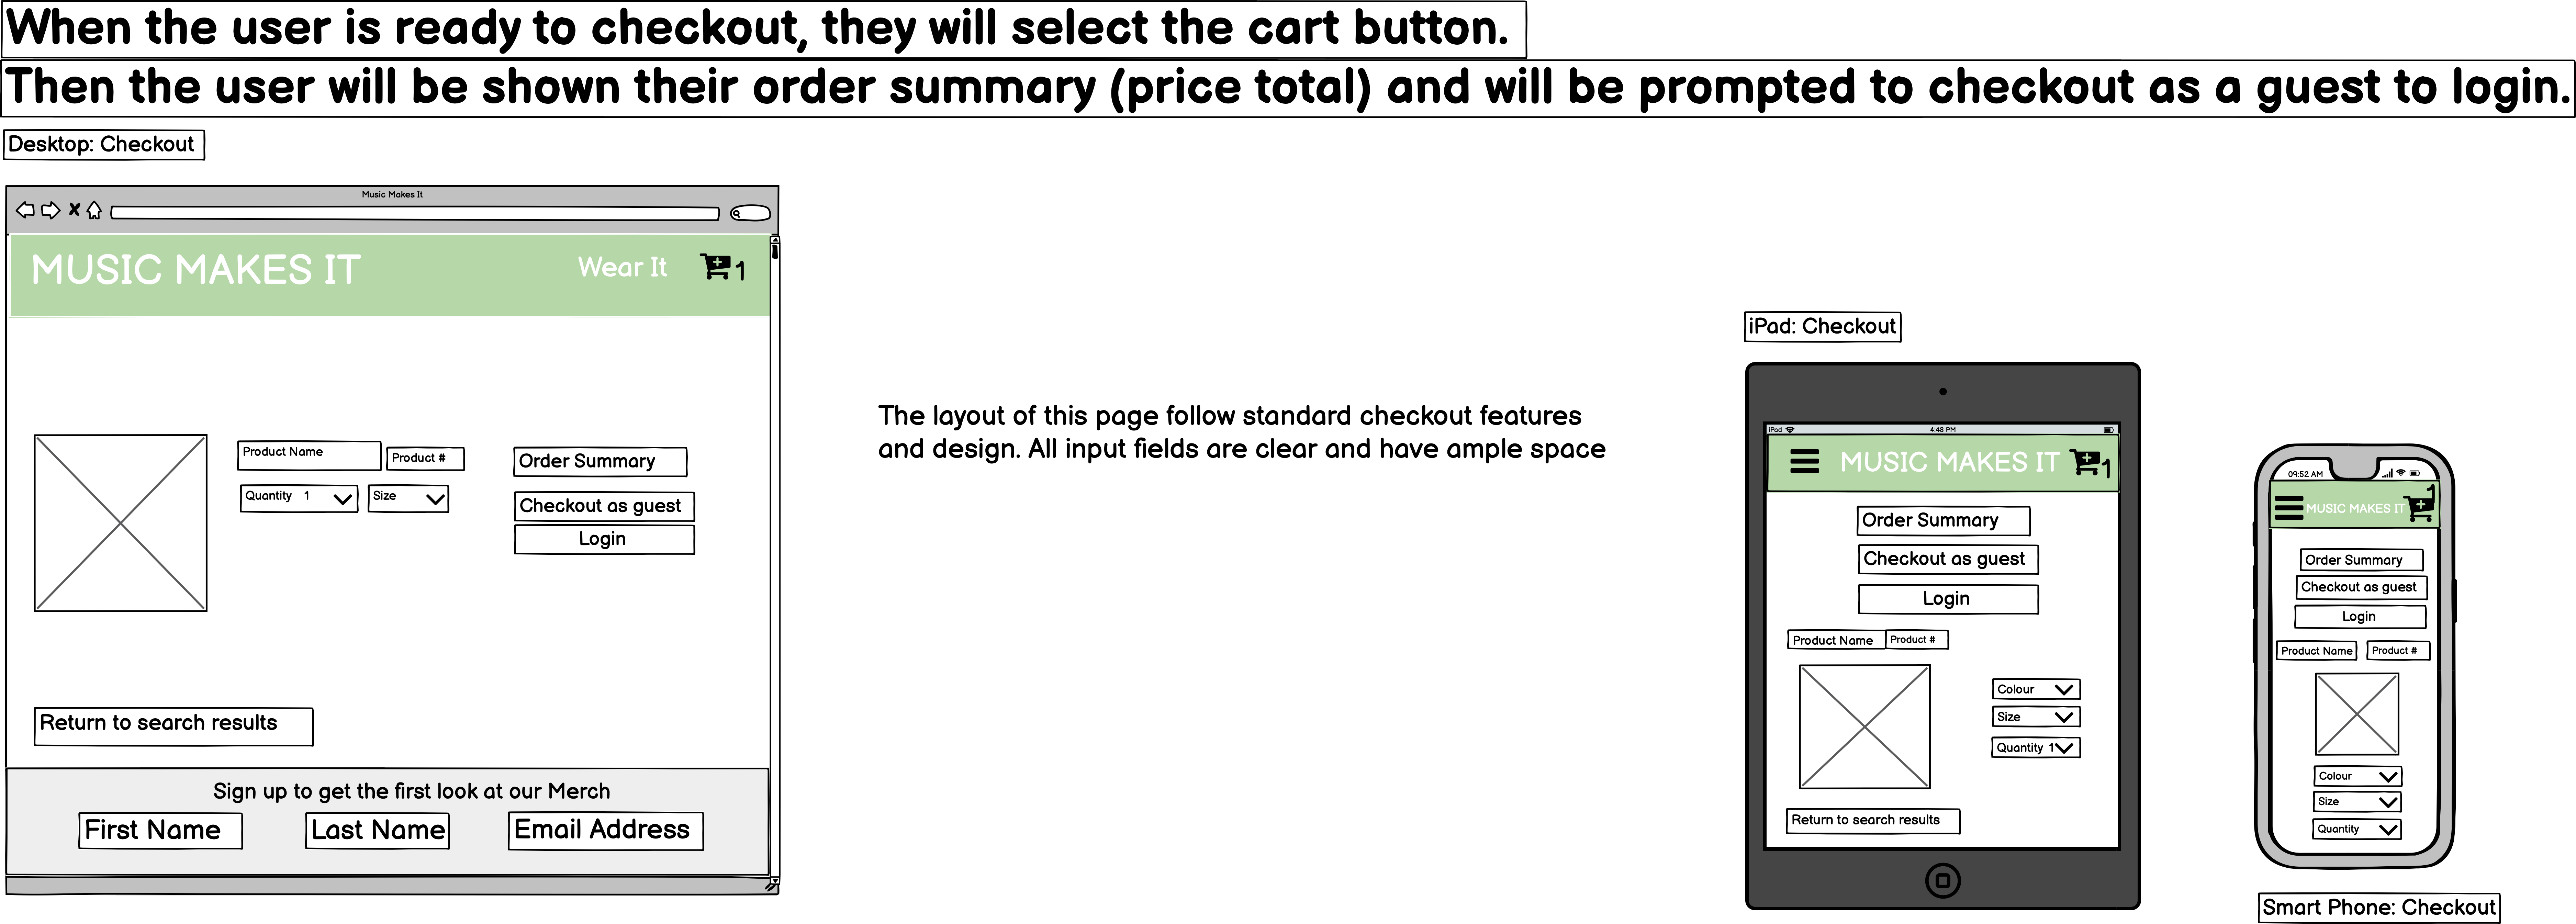 When the user is ready to checkout, they will select the cart button.
Then the user will be shown their order summary (price total) and will be prompted to checkout as a guest to login.
Desktop: Checkout
Music Makes It
MUSIC MAKES IT
Wear It
1
Product Name
Product #
Quantity 1
Size
Order Summary
Checkout as guest
Login
Return to search results
Sign up to get the first look at our Merch
First Name
Last Name
Email Address
The layout of this page follow standard checkout features
and design. All input fields are clear and have ample space
iPad: Checkout
iPad
4:48 PM
MUSIC MAKES IT
1
Order Summary
Checkout as guest
Login
Product Name
Product #
Colour
Size
Quantity 1
Return to search results
09:52 AM
MUSIC MAKES IT
1
Order Summary
Checkout as guest
Login
Product Name
Product #
Colour
Size
Quantity
Smart Phone: Checkout